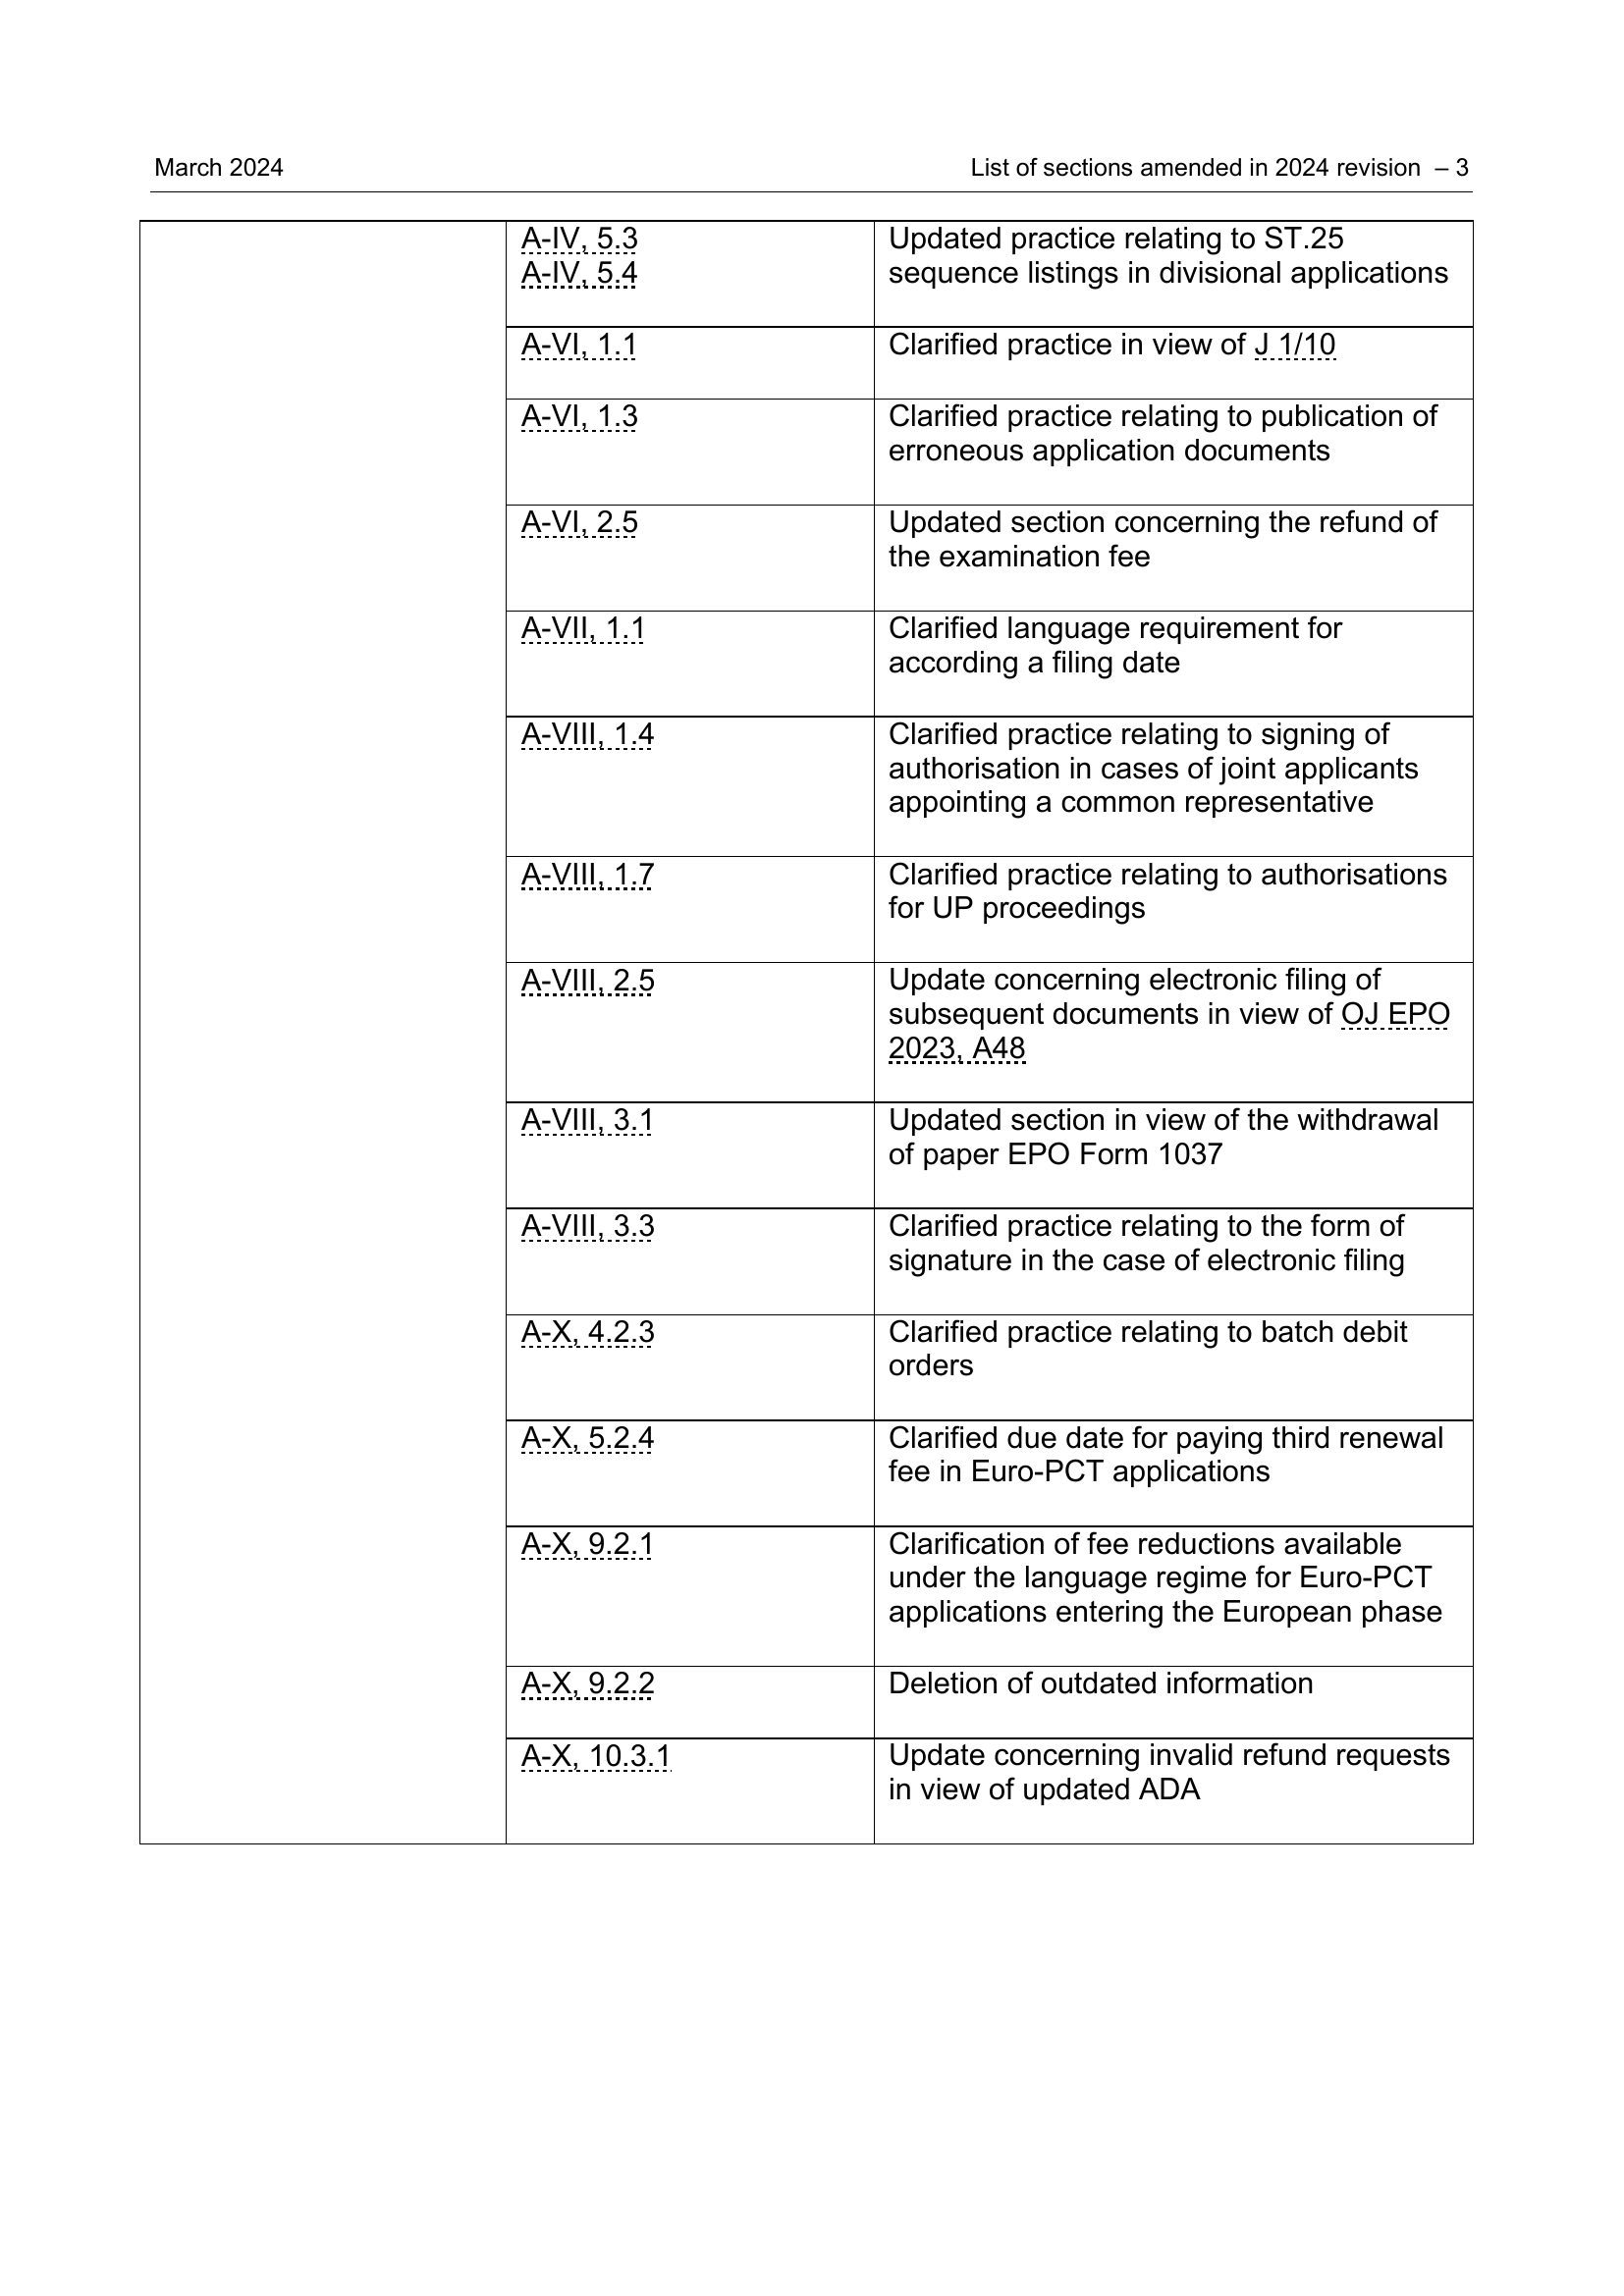 March 2024
List of sections amended in 2024 revision – 3
A-IV, 5.3
A-IV, 5.4
Updated practice relating to ST.25
sequence listings in divisional applications
A-VI, 1.1
Clarified practice in view of J 1/10
A-VI, 1.3
Clarified practice relating to publication of
erroneous application documents
A-VI, 2.5
Updated section concerning the refund of
the examination fee
A-VII, 1.1
Clarified language requirement for
according a filing date
A-VIII, 1.4
Clarified practice relating to signing of
authorisation in cases of joint applicants
appointing a common representative
A-VIII, 1.7
Clarified practice relating to authorisations
for UP proceedings
A-VIII, 2.5
Update concerning electronic filing of
subsequent documents in view of OJ EPO
2023, A48
A-VIII, 3.1
Updated section in view of the withdrawal
of paper EPO Form 1037
A-VIII, 3.3
Clarified practice relating to the form of
signature in the case of electronic filing
A-X, 4.2.3
Clarified practice relating to batch debit
orders
A-X, 5.2.4
Clarified due date for paying third renewal
fee in Euro-PCT applications
A-X, 9.2.1
Clarification of fee reductions available
under the language regime for Euro-PCT
applications entering the European phase
A-X, 9.2.2
Deletion of outdated information
A-X, 10.3.1
Update concerning invalid refund requests
in view of updated ADA